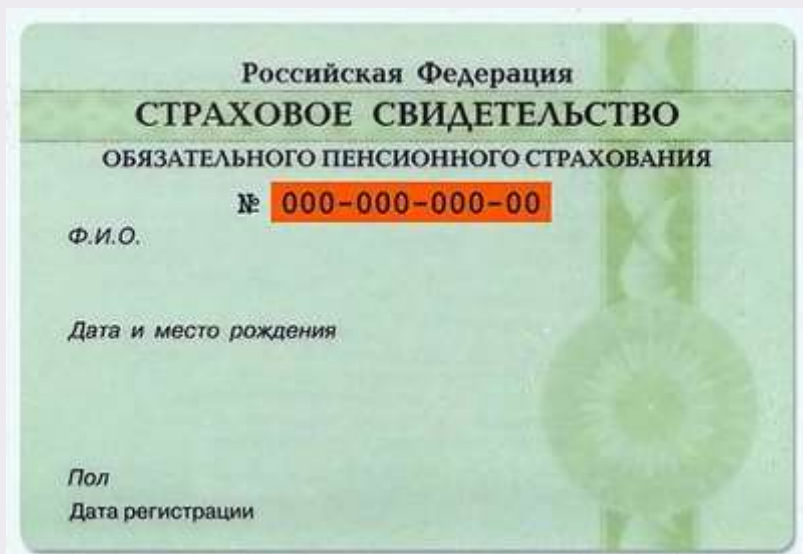 Российская Федерация
СТРАХОВОЕ СВИДЕТЕЛЬСТВО
ОБЯЗАТЕЛЬНОГО ПЕНСИОННОГО СТРАХОВАНИЯ
№ 000-000-000-00
Ф.И.О.
Дата и место рождения
Пол
Дата регистрации